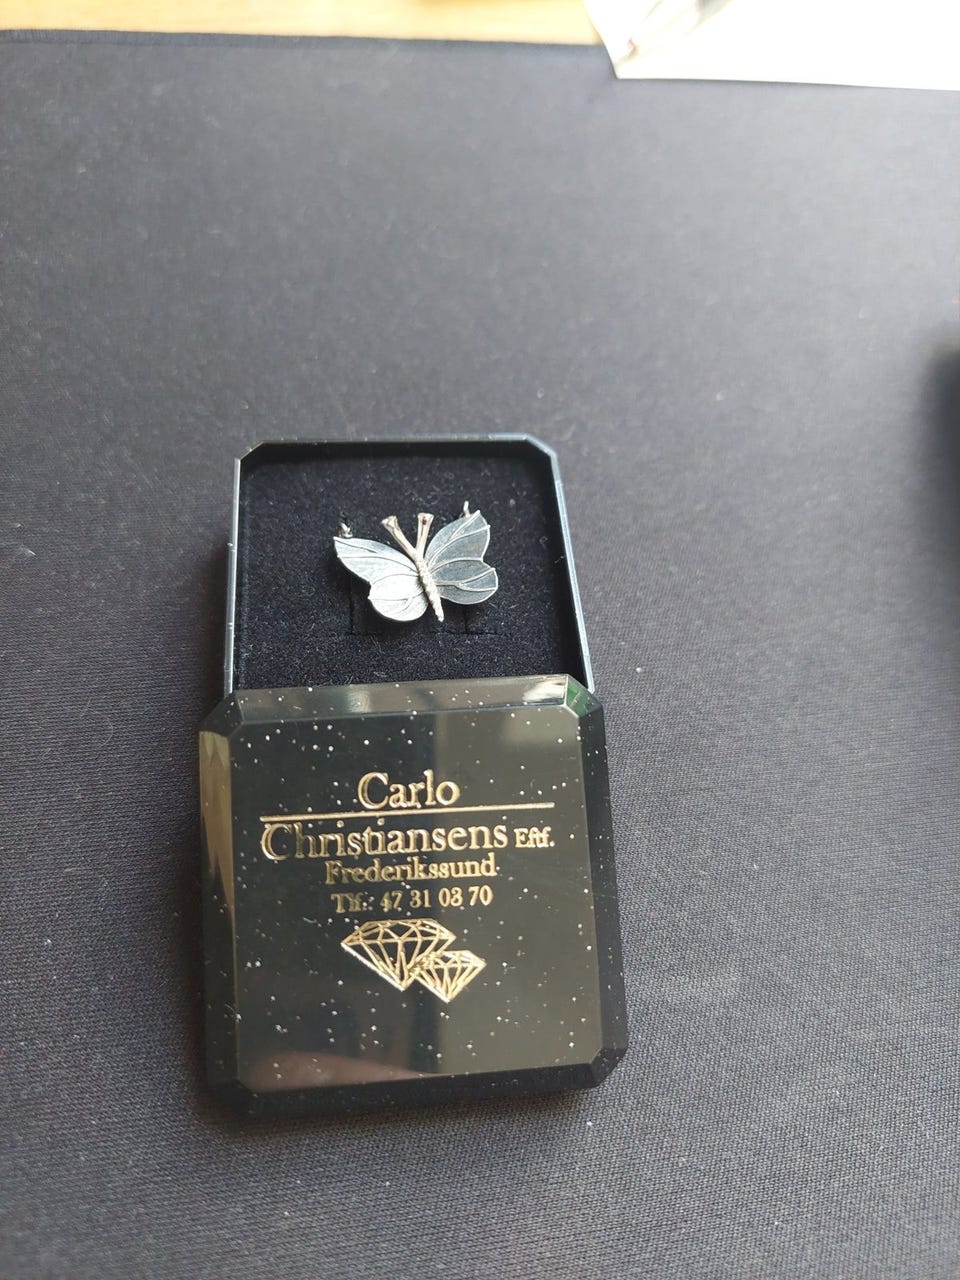 Carlo
Christiansens Eftf.
Frederikssund
Tlf.: 47 31 03 70